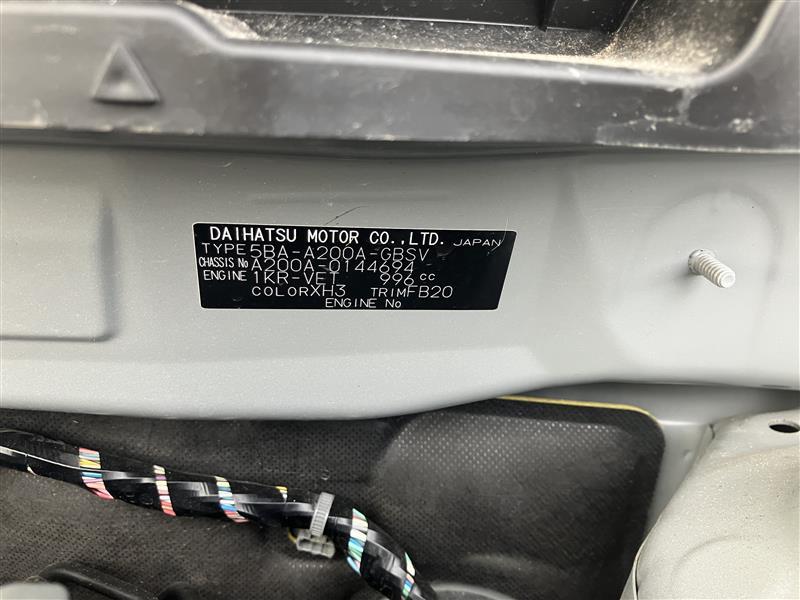 DAIHATSU MOTOR CO.,LTD. JAPAN
TYPE 5BA-A200A-GBSV
CHASSIS No A200A-0144694
ENGINE 1KR-VET 996 cc
COLOR XH3 TRIM FB20
ENGINE No